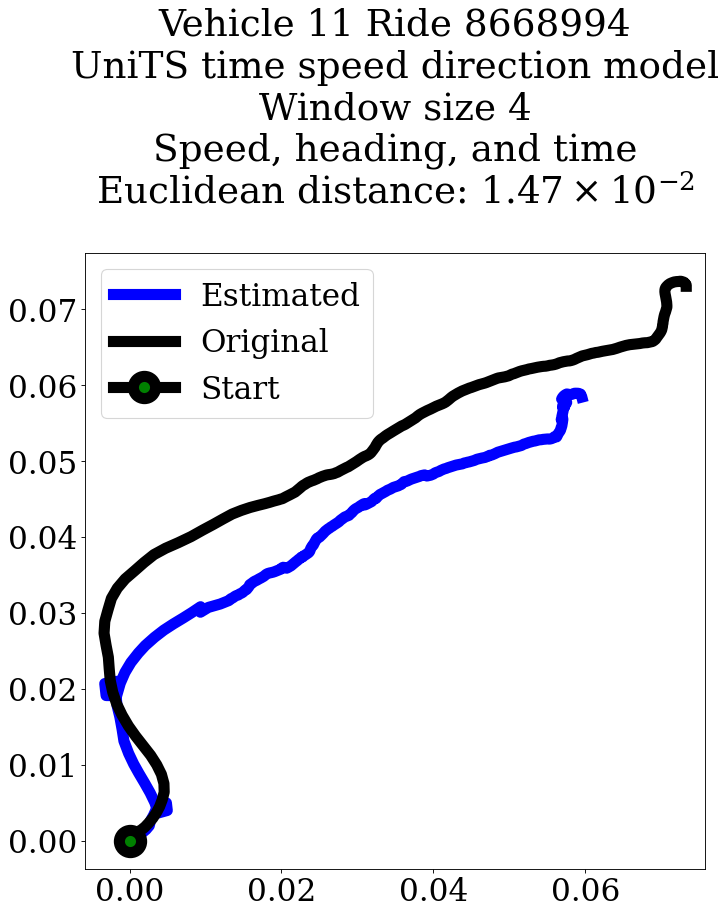 Vehicle 11 Ride 8668994
UniTS time speed direction model
Window size 4
Speed, heading, and time
Euclidean distance: 1.47 × 10⁻²
Estimated
Original
Start
0.07
0.06
0.05
0.04
0.03
0.02
0.01
0.00
0.00 0.02 0.04 0.06